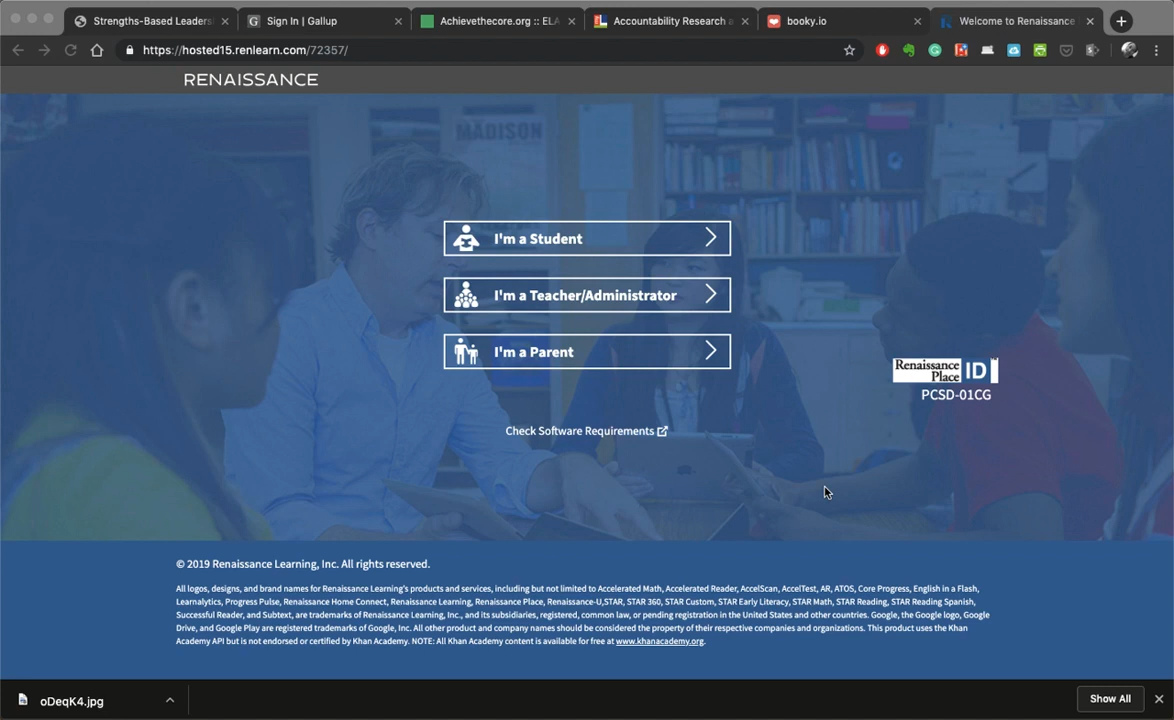 Strengths-Based Leaders
Sign In | Gallup
Achievethecore.org :: ELA
Accountability Research a
booky.io
Welcome to Renaissance
https://hosted15.renlearn.com/72357/
RENAISSANCE
MADISON
I'm a Student
I'm a Teacher/Administrator
I'm a Parent
Renaissance
Place ID
PCSD-01CG
Check Software Requirements
© 2019 Renaissance Learning, Inc. All rights reserved.
All logos, designs, and brand names for Renaissance Learning's products and services, including but not limited to Accelerated Math, Accelerated Reader, AccelScan, AccelTest, AR, ATOS, Core Progress, English in a Flash,
Learnalytics, Progress Pulse, Renaissance Home Connect, Renaissance Learning, Renaissance Place, Renaissance-U,STAR, STAR 360, STAR Custom, STAR Early Literacy, STAR Math, STAR Reading, STAR Reading Spanish,
Successful Reader, and Subtext, are trademarks of Renaissance Learning, Inc., and its subsidiaries, registered, common law, or pending registration in the United States and other countries. Google, the Google logo, Google
Drive, and Google Play are registered trademarks of Google, Inc. All other product and company names should be considered the property of their respective companies and organizations. This product uses the Khan
Academy API but is not endorsed or certified by Khan Academy. NOTE: All Khan Academy content is available for free at www.khanacademy.org.
oDeqK4.jpg
Show All